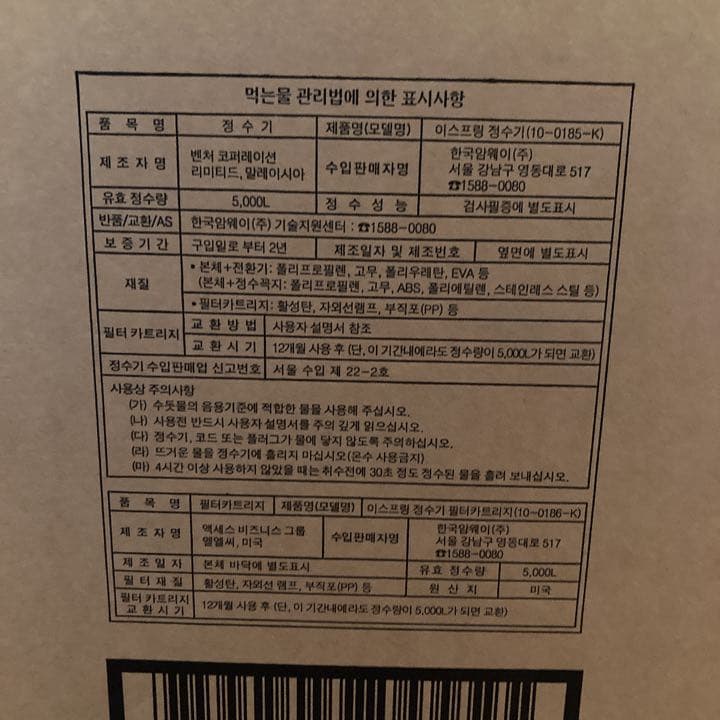 먹는물 관리법에 의한 표시사항
품 목 명 정 수 기 제품명(모델명) 이스프링 정수기(10-0185-K)
제 조 자 명 벤처 코퍼레이션 리미티드, 말레이시아 수입판매자명 한국암웨이(주)
서울 강남구 영동대로 517
☎1588-0080
유효 정수량 5,000L 정 수 성 능 검사필증에 별도표시
반품/교환/AS 한국암웨이(주) 기술지원센터 : ☎1588-0080
보 증 기 간 구입일로 부터 2년 제조일자 및 제조번호 옆면에 별도표시
재질 • 본체+전환기: 폴리프로필렌, 고무, 폴리우레탄, EVA 등
(본체+정수꼭지: 폴리프로필렌, 고무, ABS, 폴리에틸렌, 스테인레스 스틸 등)
• 필터카트리지: 활성탄, 자외선램프, 부직포(PP) 등
필터 카트리지 교 환 방 법 사용자 설명서 참조
교 환 시 기 12개월 사용 후 (단, 이 기간내에라도 정수량이 5,000L가 되면 교환)
정수기 수입판매업 신고번호 서울 수입 제 22-2호
사용상 주의사항
(가) 수돗물의 음용기준에 적합한 물을 사용해 주십시오.
(나) 사용전 반드시 사용자 설명서를 주의 깊게 읽으십시오.
(다) 정수기, 코드 또는 플러그가 물에 닿지 않도록 주의하십시오.
(라) 뜨거운 물을 정수기에 흘리지 마십시오(온수 사용금지)
(마) 4시간 이상 사용하지 않았을 때는 취수전에 30초 정도 정수된 물을 흘려 보내십시오.
품 목 명 필터카트리지 제품명(모델명) 이스프링 정수기 필터카트리지(10-0186-K)
제 조 자 명 액세스 비즈니스 그룹 엘엘씨, 미국 수입판매자명 한국암웨이(주)
서울 강남구 영동대로 517
☎1588-0080
제 조 일 자 본체 바닥에 별도표시 유효 정수량 5,000L
필 터 재 질 활성탄, 자외선 램프, 부직포(PP) 등 원 산 지 미국
필터 카트리지 교 환 시 기 12개월 사용 후 (단, 이 기간내에라도 정수량이 5,000L가 되면 교환)